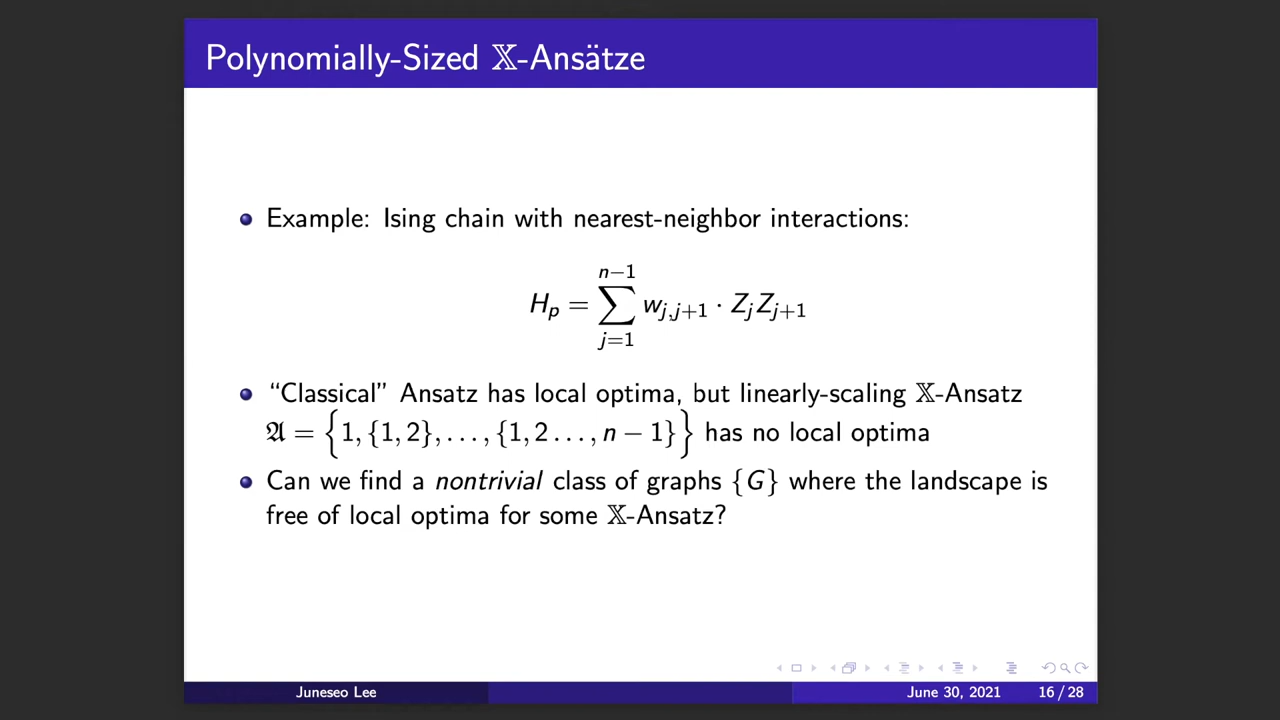 Polynomially-Sized 𝕏-Ansätze
Example: Ising chain with nearest-neighbor interactions:
H_p = \sum_{j=1}^{n-1} w_{j,j+1} · Z_j Z_{j+1}
“Classical” Ansatz has local optima, but linearly-scaling 𝕏-Ansatz
𝔄 = {1, {1, 2}, . . . , {1, 2 . . . , n − 1}} has no local optima
Can we find a nontrivial class of graphs {G} where the landscape is
free of local optima for some 𝕏-Ansatz?
Juneseo Lee
June 30, 2021
16 / 28